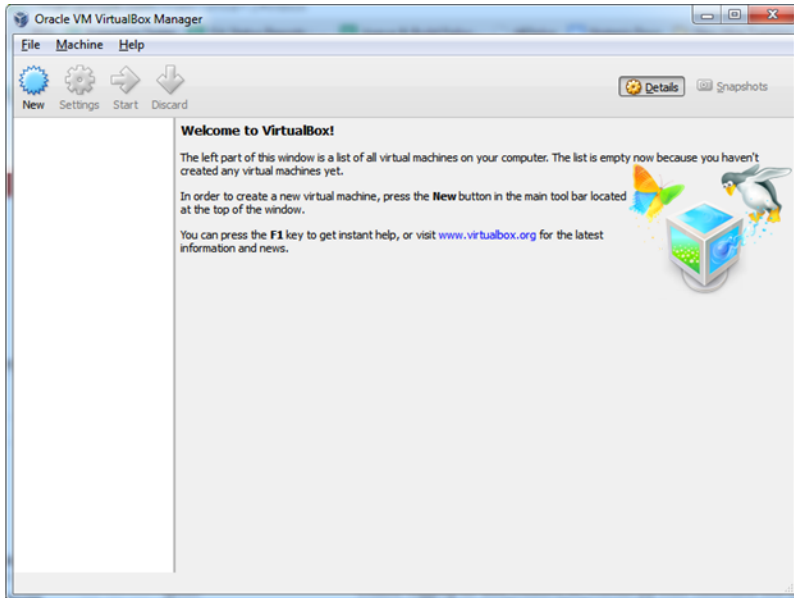 Oracle VM VirtualBox Manager
File Machine Help
New Settings Start Discard Details Snapshots
Welcome to VirtualBox!
The left part of this window is a list of all virtual machines on your computer. The list is empty now because you haven't
created any virtual machines yet.
In order to create a new virtual machine, press the New button in the main tool bar located
at the top of the window.
You can press the F1 key to get instant help, or visit www.virtualbox.org for the latest
information and news.